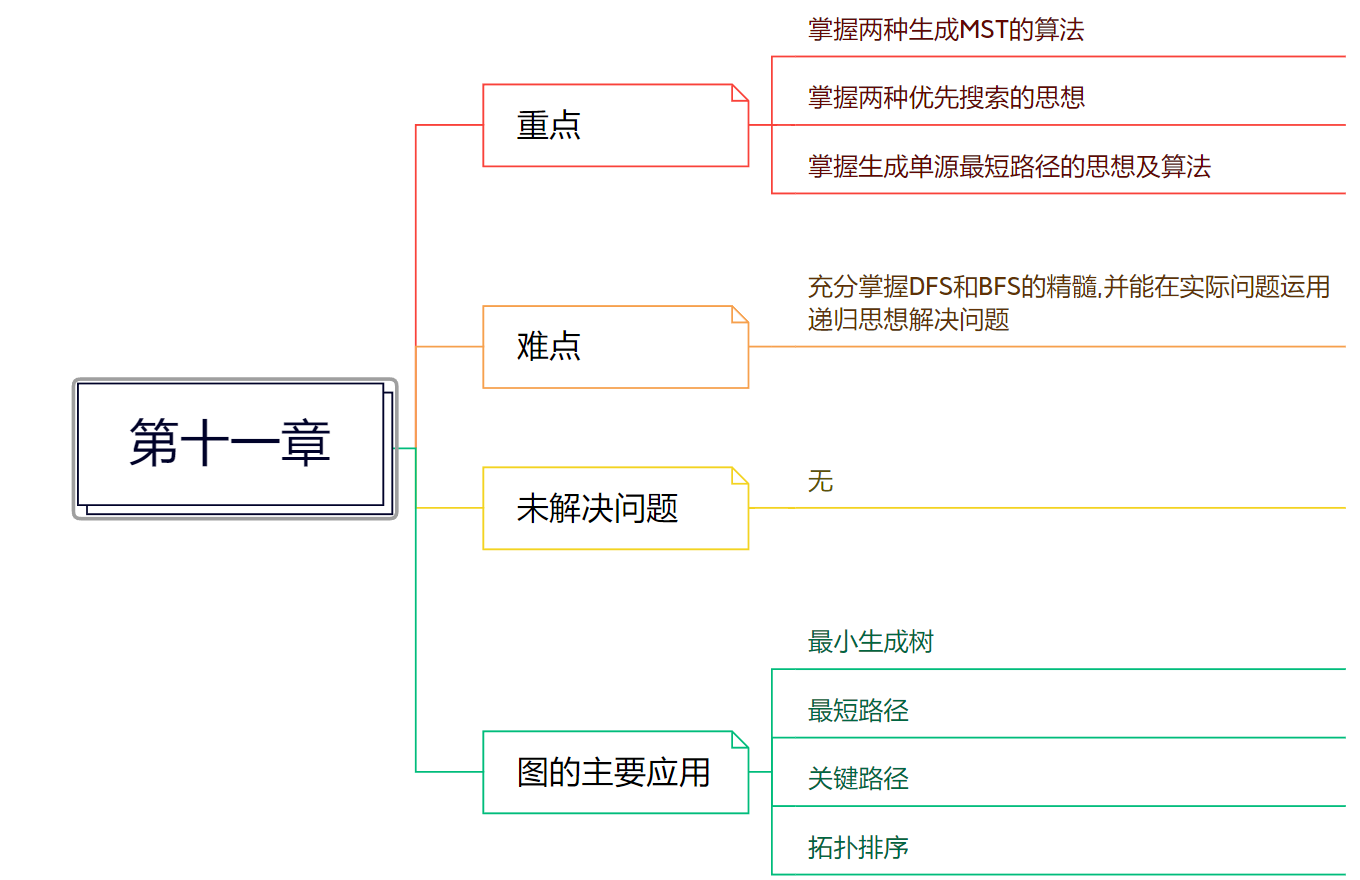 第十一章
重点
掌握两种生成MST的算法
掌握两种优先搜索的思想
掌握生成单源最短路径的思想及算法
难点
充分掌握DFS和BFS的精髓,并能在实际问题运用
递归思想解决问题
未解决问题
无
图的主要应用
最小生成树
最短路径
关键路径
拓扑排序